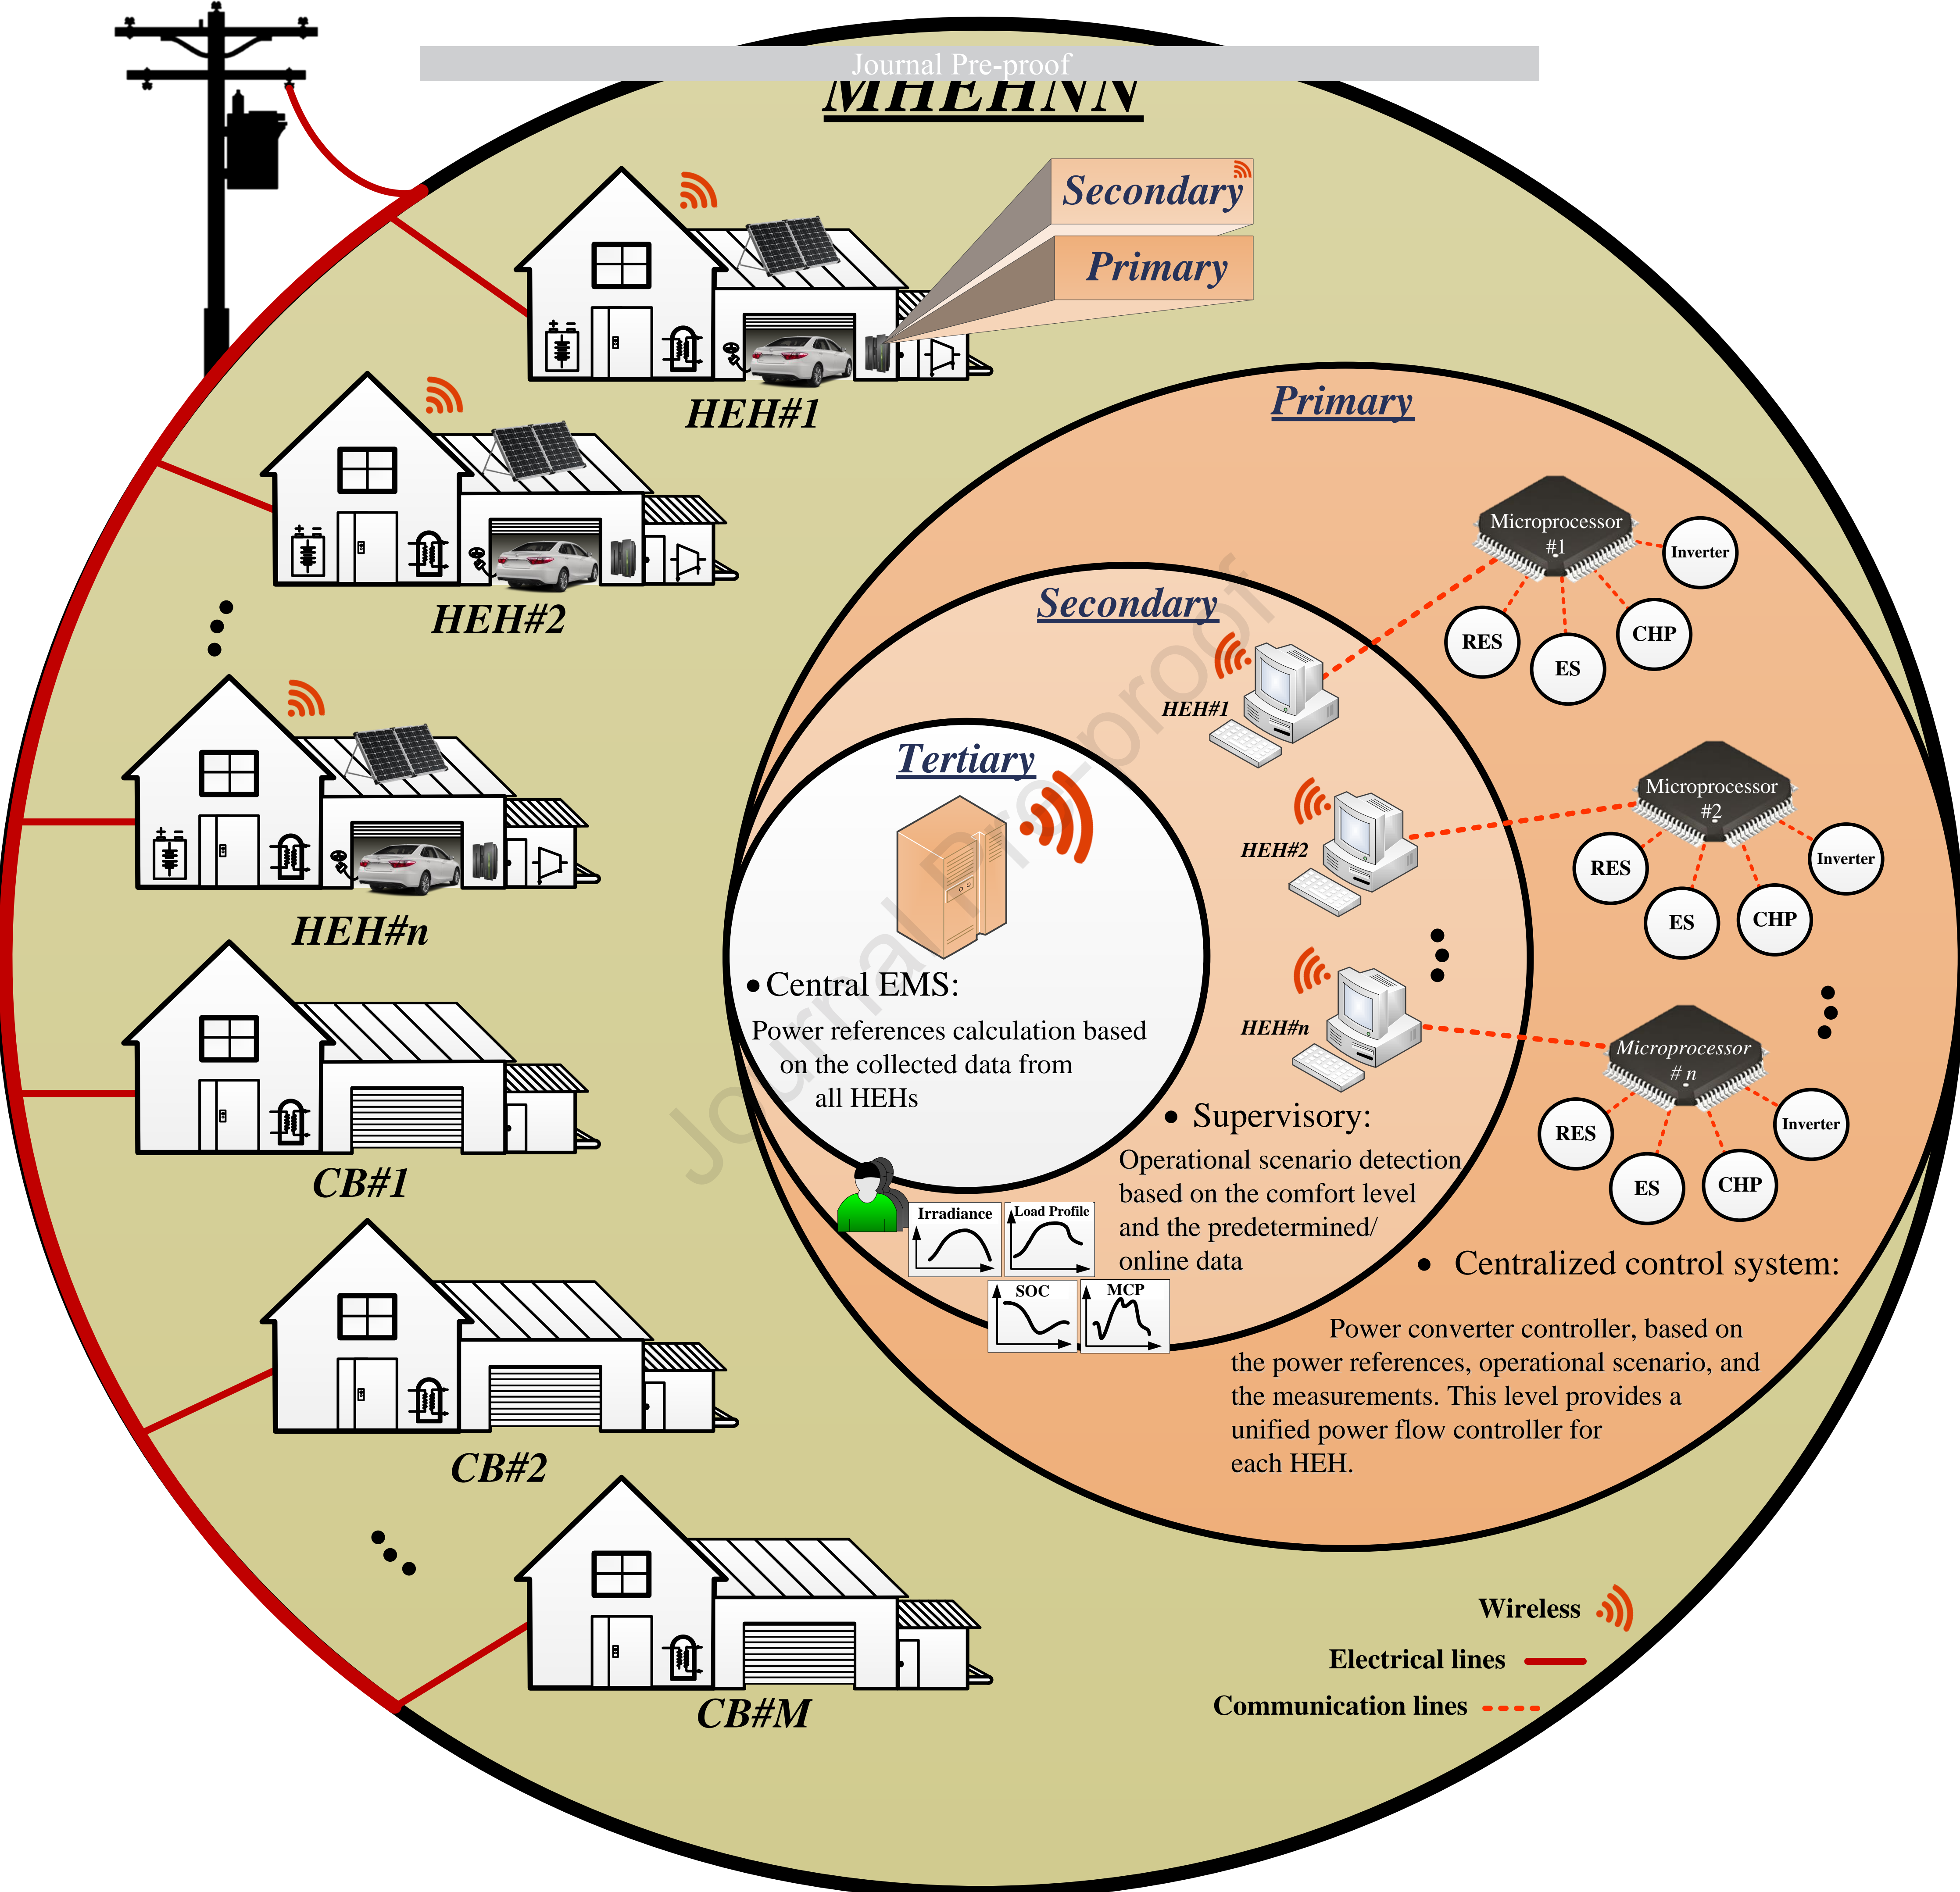 Journal Pre-proof
MHEHNN
Secondary
Primary
HEH#1
HEH#2
HEH#n
CB#1
CB#2
CB#M
Primary
Microprocessor
#1
Inverter
RES
ES
CHP
Microprocessor
#2
Inverter
RES
ES
CHP
Microprocessor
# n
Inverter
RES
ES
CHP
Secondary
HEH#1
HEH#2
HEH#n
Tertiary
• Central EMS:
Power references calculation based
on the collected data from
all HEHs
• Supervisory:
Operational scenario detection
based on the comfort level
and the predetermined/
online data
Irradiance
Load Profile
SOC
MCP
• Centralized control system:
Power converter controller, based on
the power references, operational scenario, and
the measurements. This level provides a
unified power flow controller for
each HEH.
Wireless
Electrical lines
Communication lines
Journal Pre-proof